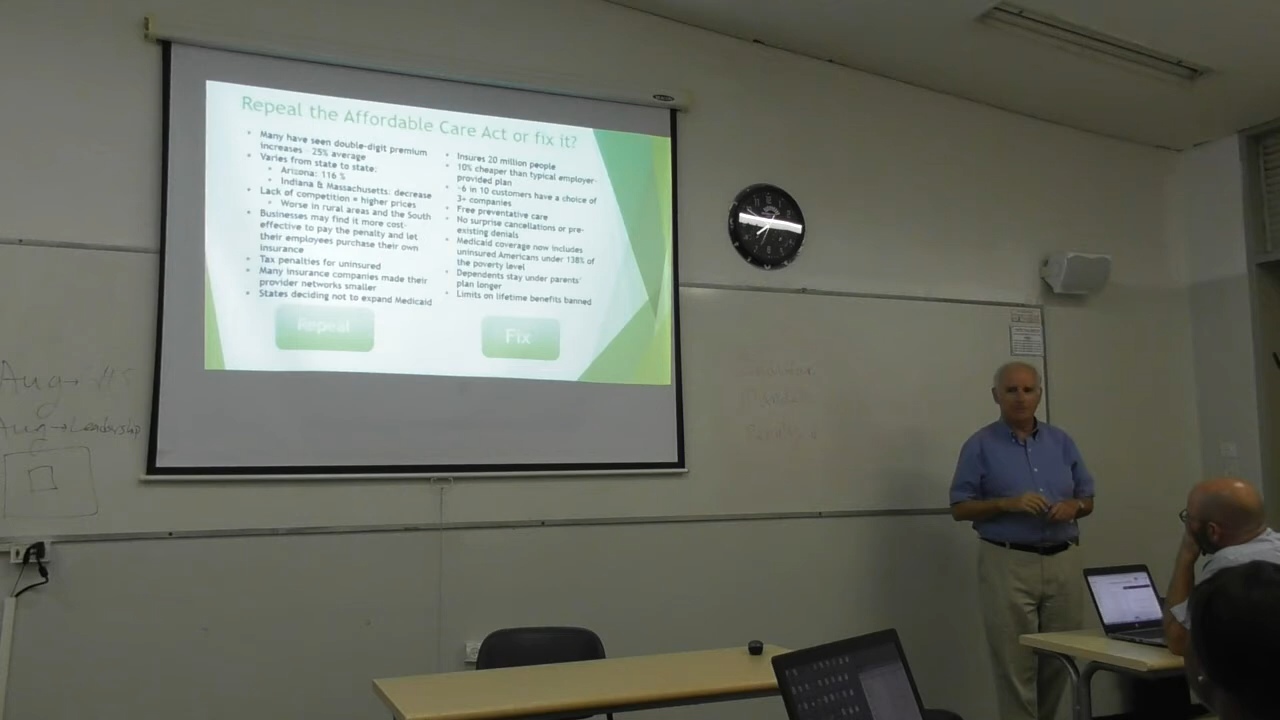 Repeal the Affordable Care Act or fix it?
Many have seen double-digit premium
increases - 25% average
Varies from state to state:
Arizona: 116 %
Indiana & Massachusetts: decrease
Lack of competition = higher prices
Worse in rural areas and the South
Businesses may find it more cost-
effective to pay the penalty and let
their employees purchase their own
insurance
Tax penalties for uninsured
Many insurance companies made their
provider networks smaller
States deciding not to expand Medicaid
Repeal
Insures 20 million people
10% cheaper than typical employer-
provided plan
~6 in 10 customers have a choice of
3+ companies
Free preventative care
No surprise cancellations or pre-
existing denials
Medicaid coverage now includes
uninsured Americans under 138% of
the poverty level
Dependents stay under parents'
plan longer
Limits on lifetime benefits banned
Fix
Aug→
Aug→Leadership